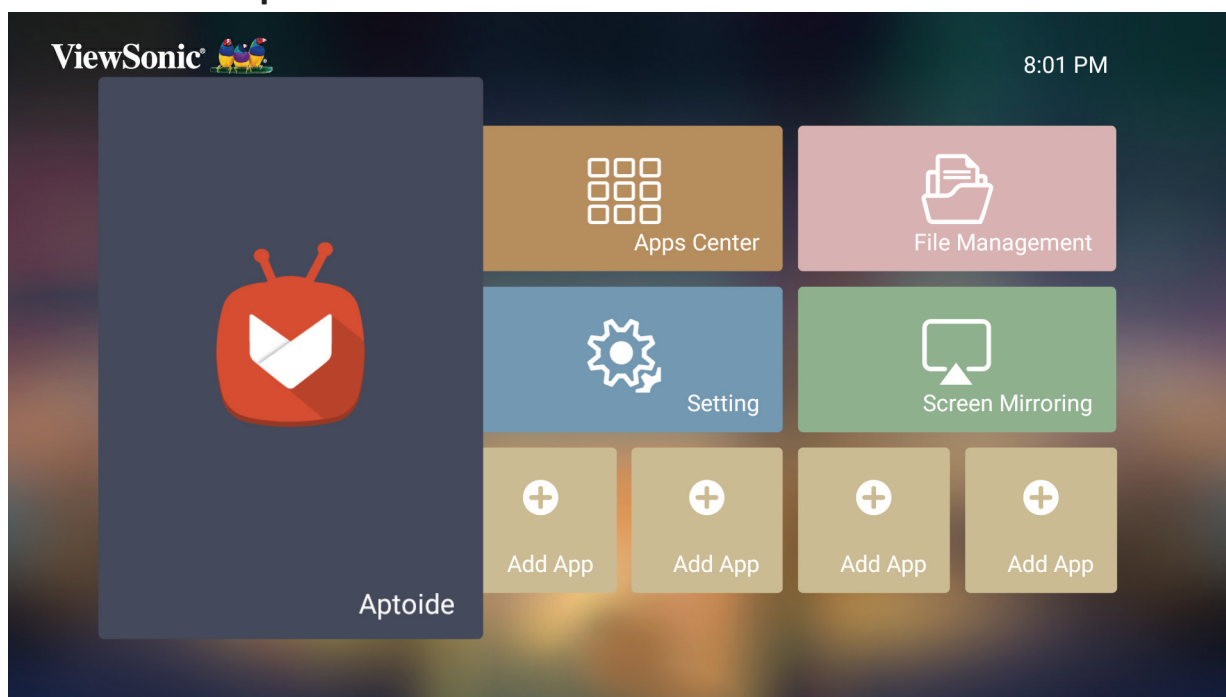 ViewSonic®
8:01 PM
Apps Center
File Management
Setting
Screen Mirroring
Add App
Add App
Add App
Add App
Aptoide